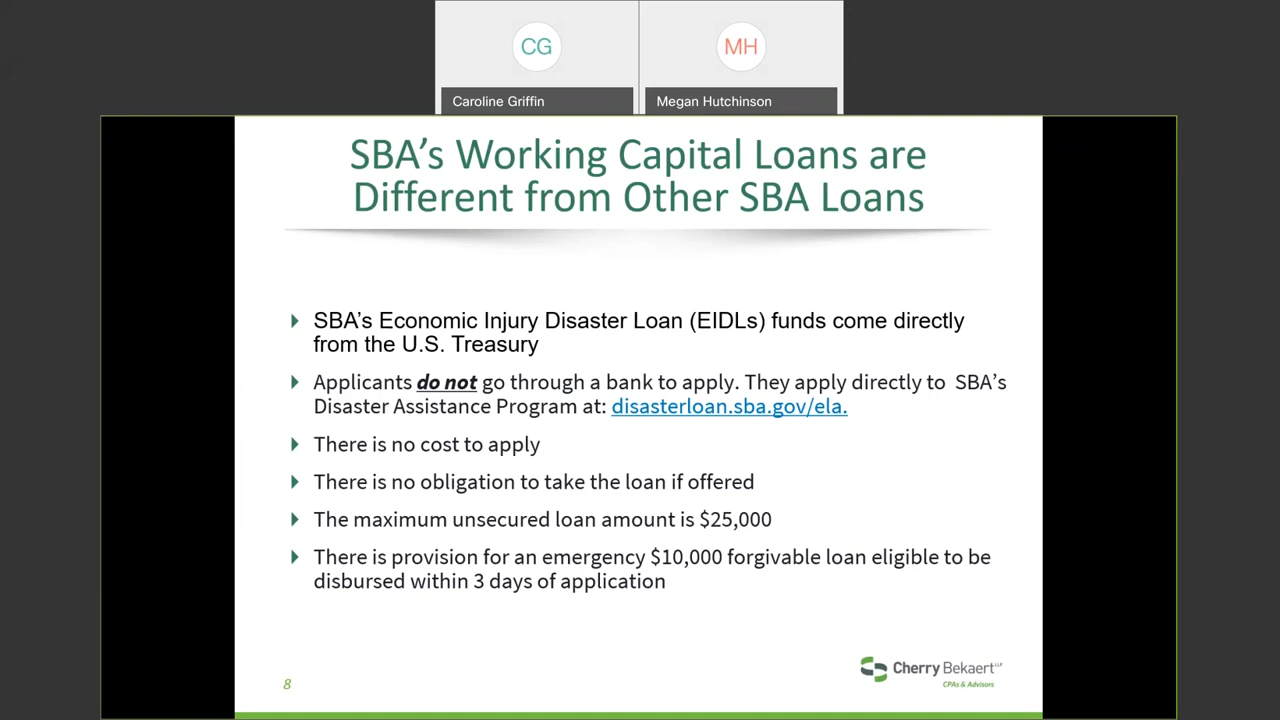 CG
MH
Caroline Griffin
Megan Hutchinson
SBA’s Working Capital Loans are
Different from Other SBA Loans
SBA’s Economic Injury Disaster Loan (EIDLs) funds come directly
from the U.S. Treasury
Applicants do not go through a bank to apply. They apply directly to SBA’s
Disaster Assistance Program at: disasterloan.sba.gov/ela.
There is no cost to apply
There is no obligation to take the loan if offered
The maximum unsecured loan amount is $25,000
There is provision for an emergency $10,000 forgivable loan eligible to be
disbursed within 3 days of application
8
Cherry Bekaert LLP
CPAs & Advisors